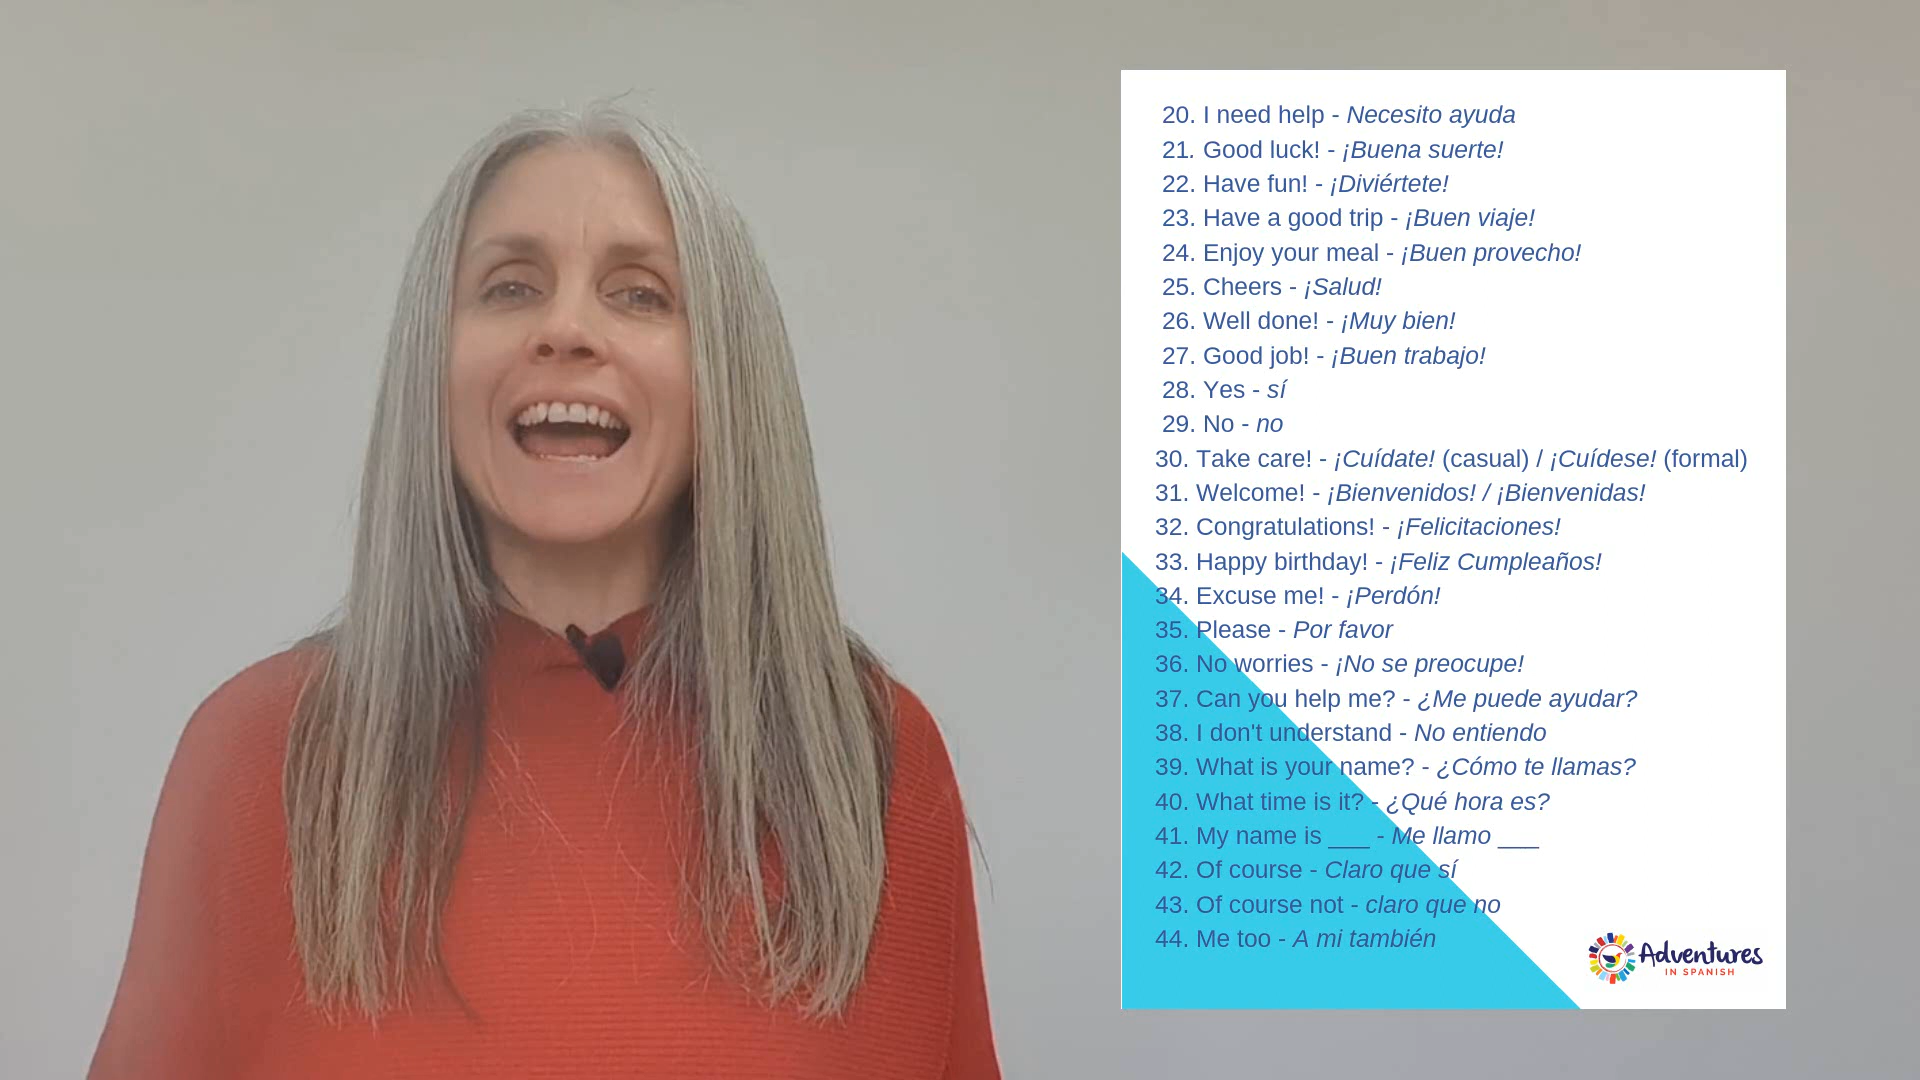 20. I need help - Necesito ayuda
21. Good luck! - ¡Buena suerte!
22. Have fun! - ¡Diviértete!
23. Have a good trip - ¡Buen viaje!
24. Enjoy your meal - ¡Buen provecho!
25. Cheers - ¡Salud!
26. Well done! - ¡Muy bien!
27. Good job! - ¡Buen trabajo!
28. Yes - sí
29. No - no
30. Take care! - ¡Cuídate! (casual) / ¡Cuídese! (formal)
31. Welcome! - ¡Bienvenidos! / ¡Bienvenidas!
32. Congratulations! - ¡Felicitaciones!
33. Happy birthday! - ¡Feliz Cumpleaños!
34. Excuse me! - ¡Perdón!
35. Please - Por favor
36. No worries - ¡No se preocupe!
37. Can you help me? - ¿Me puede ayudar?
38. I don't understand - No entiendo
39. What is your name? - ¿Cómo te llamas?
40. What time is it? - ¿Qué hora es?
41. My name is ___ - Me llamo ___
42. Of course - Claro que sí
43. Of course not - claro que no
44. Me too - A mi también
Adventures
IN SPANISH